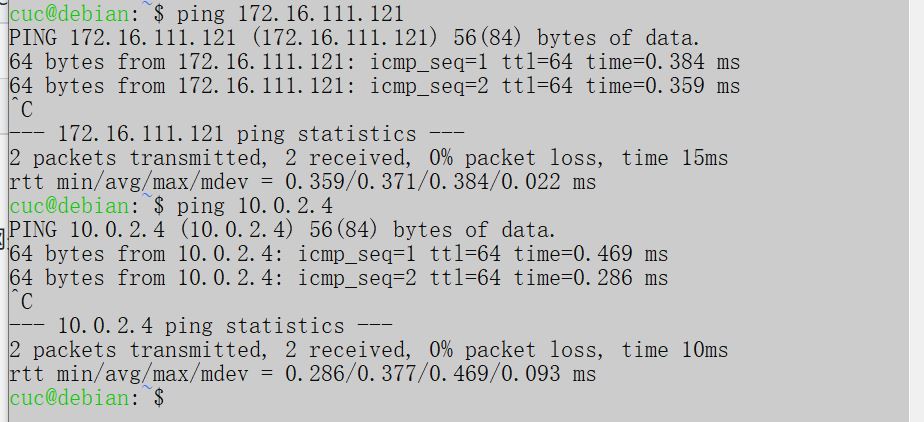 cuc@debian:~$ ping 172.16.111.121
PING 172.16.111.121 (172.16.111.121) 56(84) bytes of data.
64 bytes from 172.16.111.121: icmp_seq=1 ttl=64 time=0.384 ms
64 bytes from 172.16.111.121: icmp_seq=2 ttl=64 time=0.359 ms
^C
--- 172.16.111.121 ping statistics ---
2 packets transmitted, 2 received, 0% packet loss, time 15ms
rtt min/avg/max/mdev = 0.359/0.371/0.384/0.022 ms
cuc@debian:~$ ping 10.0.2.4
PING 10.0.2.4 (10.0.2.4) 56(84) bytes of data.
64 bytes from 10.0.2.4: icmp_seq=1 ttl=64 time=0.469 ms
64 bytes from 10.0.2.4: icmp_seq=2 ttl=64 time=0.286 ms
^C
--- 10.0.2.4 ping statistics ---
2 packets transmitted, 2 received, 0% packet loss, time 10ms
rtt min/avg/max/mdev = 0.286/0.377/0.469/0.093 ms
cuc@debian:~$